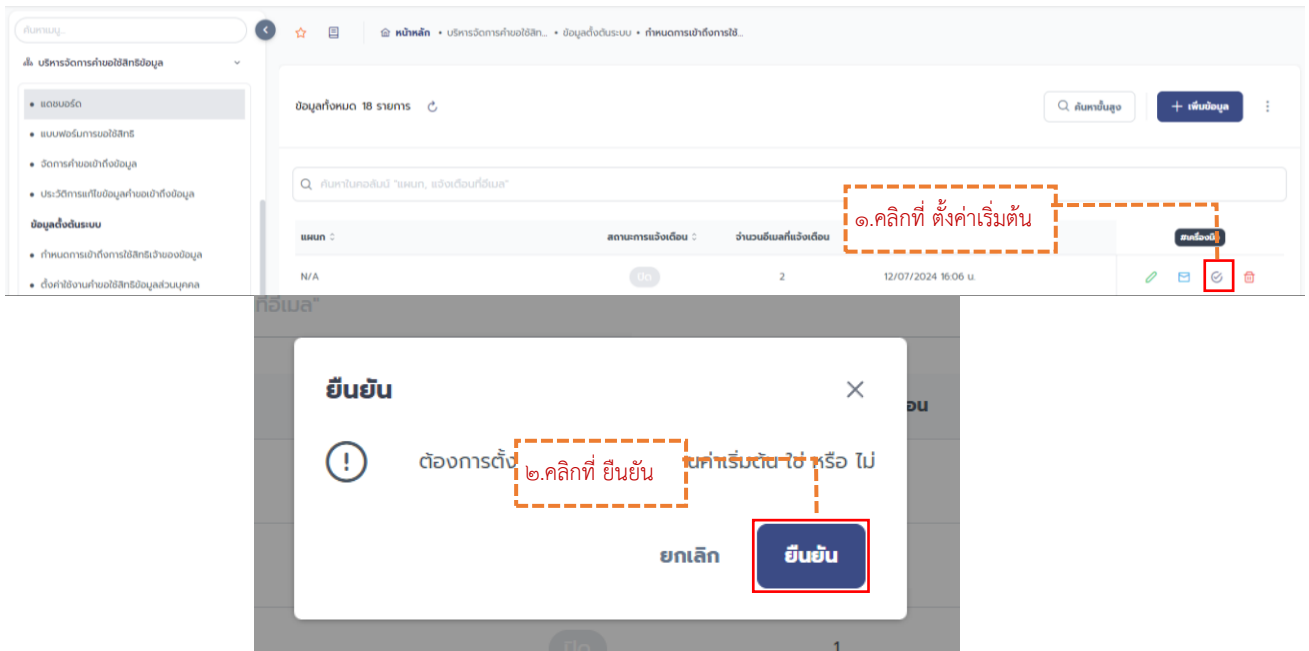 ค้นหาเมนู...
หน้าหลัก • บริหารจัดการคำขอใช้สิท... • ข้อมูลตั้งต้นระบบ • กำหนดการเข้าถึงการใช้...
บริหารจัดการคำขอใช้สิทธิข้อมูล
• แดชบอร์ด
ข้อมูลทั้งหมด 18 รายการ
ค้นหาขั้นสูง
+ เพิ่มข้อมูล
• แบบฟอร์มการขอใช้สิทธิ
• จัดการคำขอเข้าถึงข้อมูล
• ประวัติการแก้ไขข้อมูลคำขอเข้าถึงข้อมูล
ค้นหาในคอลัมน์ "แผนก, แจ้งเตือนที่อีเมล"
ข้อมูลตั้งต้นระบบ
๑.คลิกที่ ตั้งค่าเริ่มต้น
แผนก สถานะการแจ้งเตือน จำนวนอีเมลที่แจ้งเตือน
• กำหนดการเข้าถึงการใช้สิทธิเจ้าของข้อมูล
N/A ปิด 2 12/07/2024 16:06 น.
• ตั้งค่าใช้งานคำขอใช้สิทธิข้อมูลส่วนบุคคล
ที่อีเมล"
ยืนยัน
อน
ต้องการตั้ง นค่าเริ่มต้น ใช่ หรือ ไม่
๒.คลิกที่ ยืนยัน
ยกเลิก ยืนยัน
ปิด 1